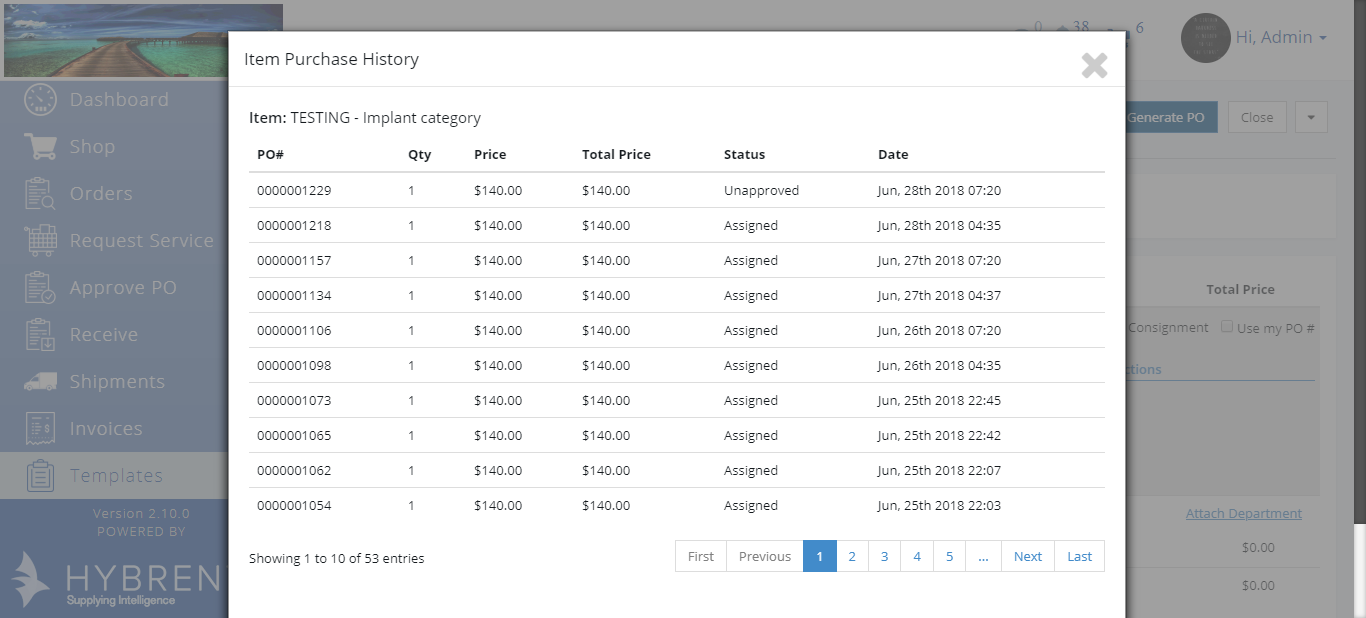 0 38 6
Hi, Admin
Item Purchase History
Dashboard
Shop
Orders
Request Service
Approve PO
Receive
Shipments
Invoices
Templates
Version 2.10.0
POWERED BY
HYBREN
Supplying Intelligence
Generate PO Close
Item: TESTING - Implant category
PO# Qty Price Total Price Status Date
0000001229 1 $140.00 $140.00 Unapproved Jun, 28th 2018 07:20
0000001218 1 $140.00 $140.00 Assigned Jun, 28th 2018 04:35
0000001157 1 $140.00 $140.00 Assigned Jun, 27th 2018 07:20
0000001134 1 $140.00 $140.00 Assigned Jun, 27th 2018 04:37
0000001106 1 $140.00 $140.00 Assigned Jun, 26th 2018 07:20
0000001098 1 $140.00 $140.00 Assigned Jun, 26th 2018 04:35
0000001073 1 $140.00 $140.00 Assigned Jun, 25th 2018 22:45
0000001065 1 $140.00 $140.00 Assigned Jun, 25th 2018 22:42
0000001062 1 $140.00 $140.00 Assigned Jun, 25th 2018 22:07
0000001054 1 $140.00 $140.00 Assigned Jun, 25th 2018 22:03
Showing 1 to 10 of 53 entries
First Previous 1 2 3 4 5 ... Next Last
Total Price
Consignment Use my PO #
ctions
Attach Department
$0.00
$0.00